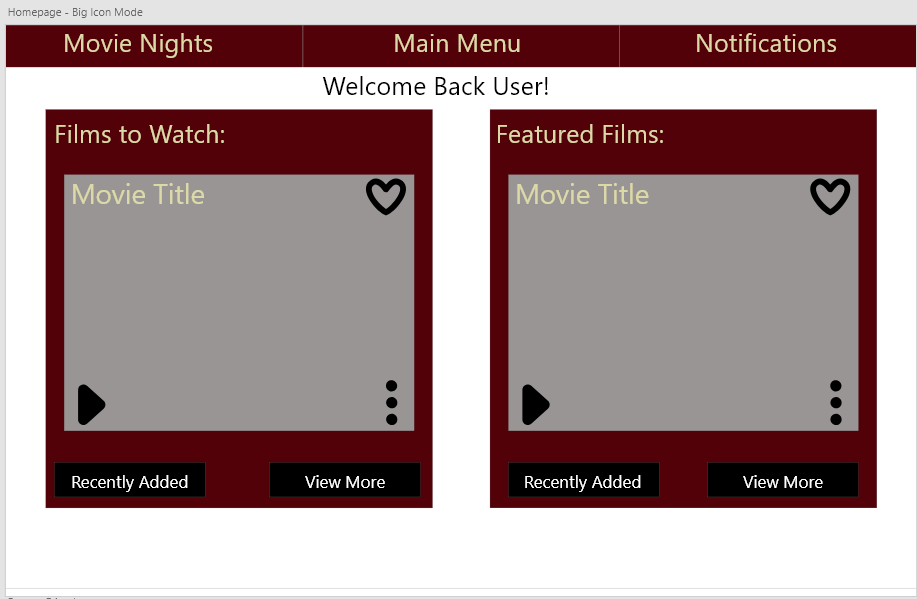 Homepage - Big Icon Mode
Movie Nights
Main Menu
Notifications
Welcome Back User!
Films to Watch:
Movie Title
Recently Added
View More
Featured Films:
Movie Title
Recently Added
View More